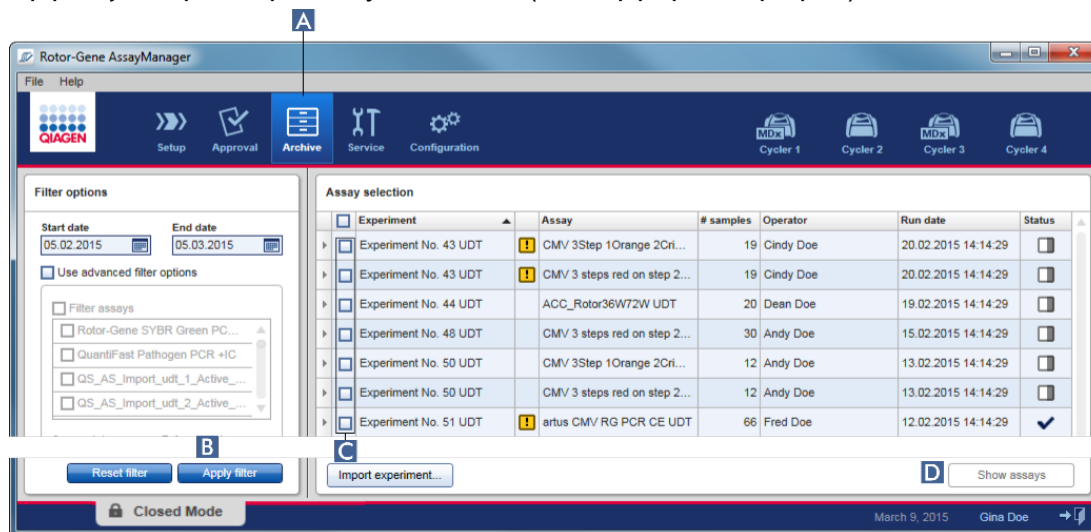 A
Rotor-Gene AssayManager
File Help
QIAGEN
Setup Approval Archive Service Configuration
MDx MDx
Cycler 1 Cycler 2 Cycler 3 Cycler 4
Filter options
Start date End date
05.02.2015 05.03.2015
Use advanced filter options
Filter assays
Rotor-Gene SYBR Green PC...
QuantiFast Pathogen PCR +IC
QS_AS_Import_udt_1_Active_...
QS_AS_Import_udt_2_Active_...
B
Reset filter Apply filter
Assay selection
Experiment Assay # samples Operator Run date Status
Experiment No. 43 UDT ! CMV 3Step 1Orange 2Cri... 19 Cindy Doe 20.02.2015 14:14:29
Experiment No. 43 UDT ! CMV 3 steps red on step 2... 19 Cindy Doe 20.02.2015 14:14:29
Experiment No. 44 UDT ACC_Rotor36W72W UDT 20 Dean Doe 19.02.2015 14:14:29
Experiment No. 48 UDT CMV 3 steps red on step 2... 30 Andy Doe 15.02.2015 14:14:29
Experiment No. 50 UDT CMV 3Step 1Orange 2Cri... 12 Andy Doe 13.02.2015 14:14:29
Experiment No. 50 UDT CMV 3 steps red on step 2... 12 Andy Doe 13.02.2015 14:14:29
Experiment No. 51 UDT ! artus CMV RG PCR CE UDT 66 Fred Doe 12.02.2015 14:14:29
C
Import experiment... D Show assays
Closed Mode March 9, 2015 Gina Doe